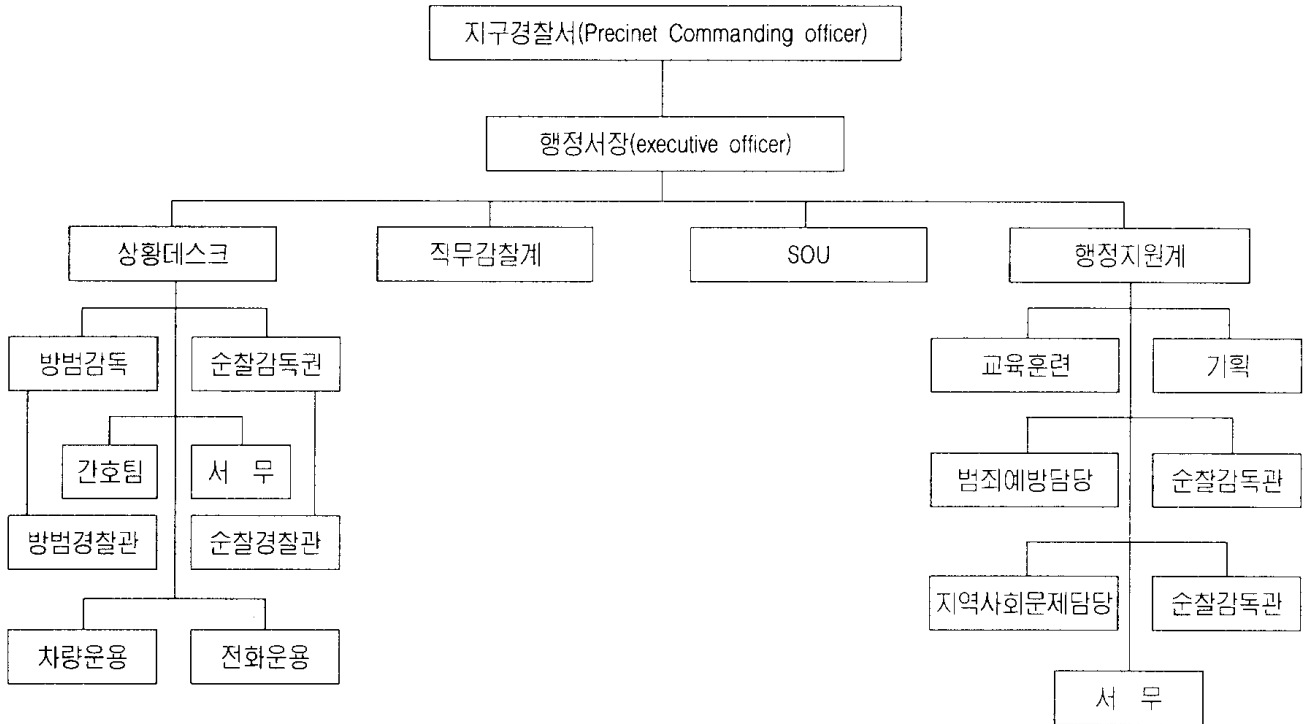 지구경찰서(Precinet Commanding officer)
행정서장(executive officer)
상황데스크
직무감찰계
SOU
행정지원계
방범감독
순찰감독권
교육훈련
기획
간호팀
서 무
범죄예방담당
순찰감독관
방범경찰관
순찰경찰관
지역사회문제담당
순찰감독관
차량운용
전화운용
서 무